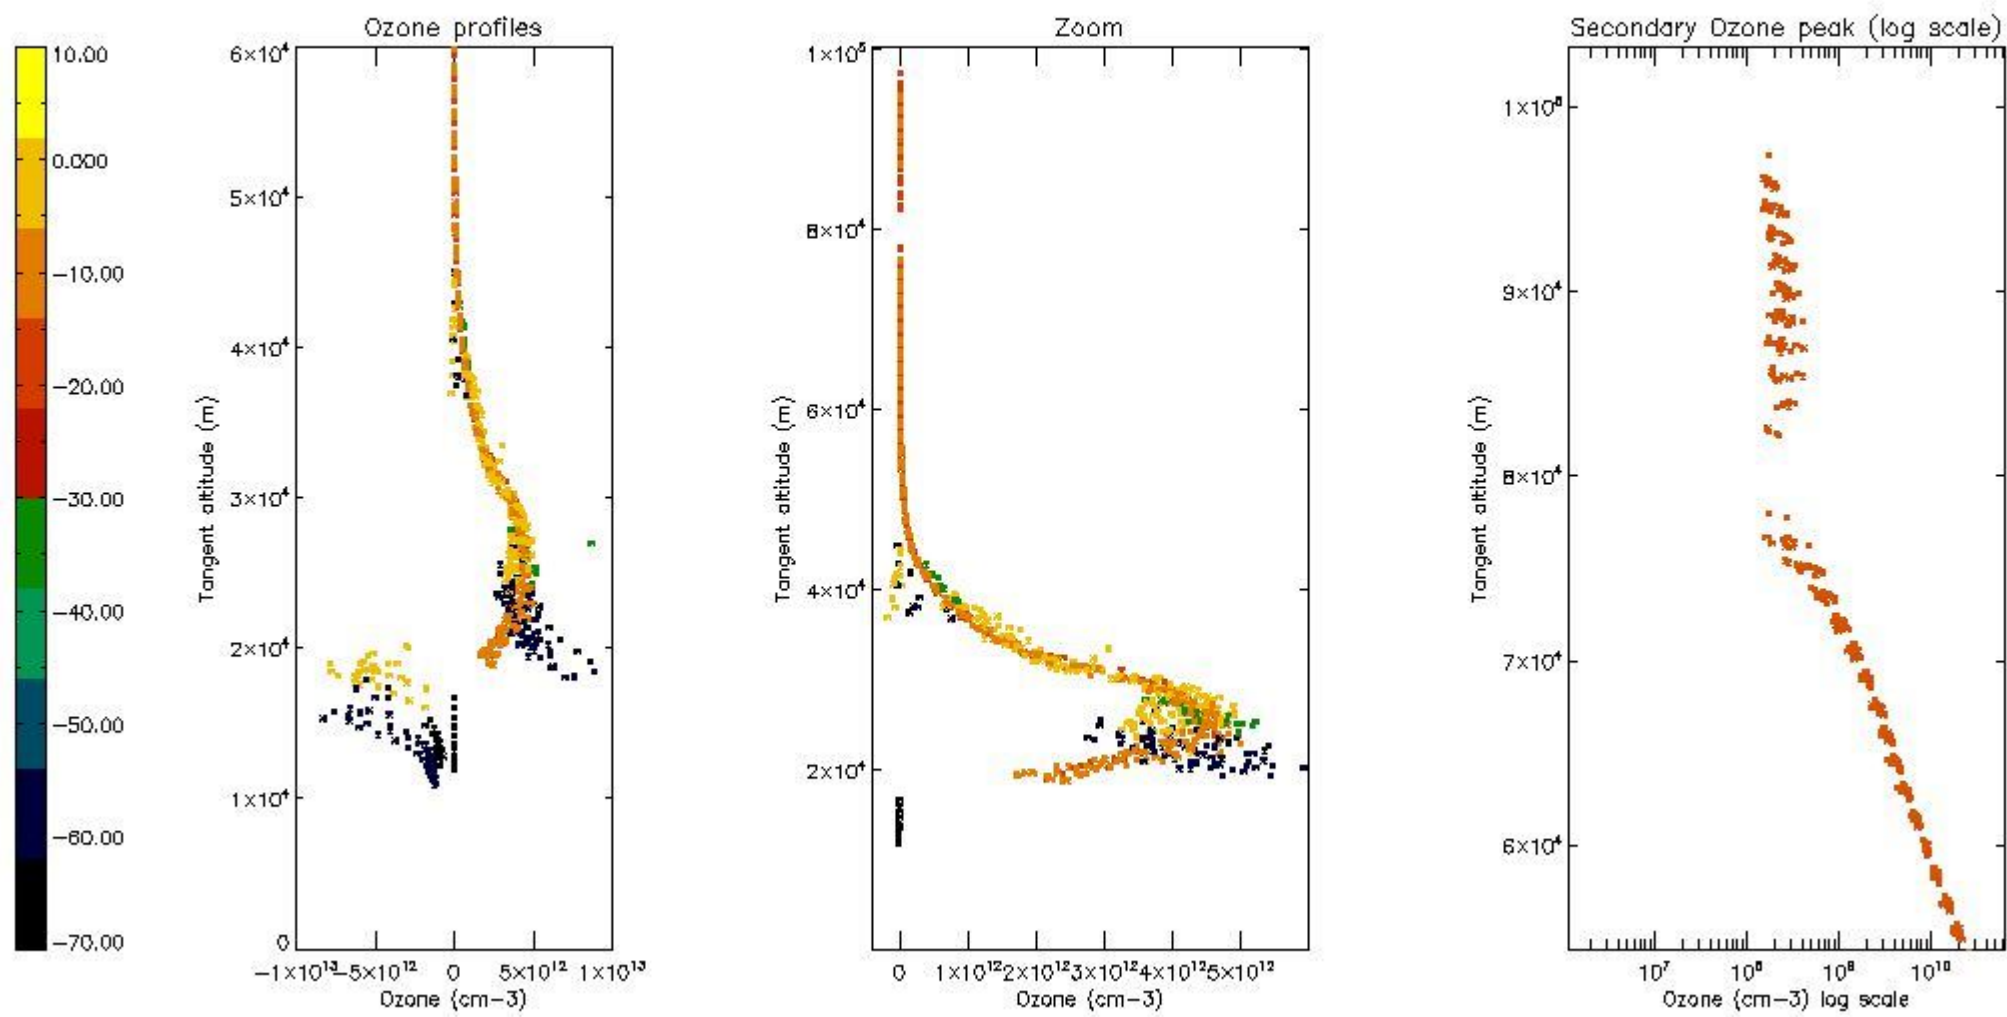 Ozone profiles
Zoom
Secondary Ozone peak (log scale)
10.00
0.000
−10.00
−20.00
−30.00
−40.00
−50.00
−60.00
−70.00
6×10⁴
5×10⁴
4×10⁴
3×10⁴
2×10⁴
1×10⁴
0
Tangent altitude (m)
−1×10¹³ −5×10¹² 0 5×10¹² 1×10¹³
Ozone (cm−3)
1×10⁵
8×10⁴
6×10⁴
4×10⁴
2×10⁴
Tangent altitude (m)
0 1×10¹² 2×10¹² 3×10¹² 4×10¹² 5×10¹²
Ozone (cm−3)
1×10⁵
9×10⁴
8×10⁴
7×10⁴
6×10⁴
Tangent altitude (m)
10⁷ 10⁸ 10⁹ 10¹⁰
Ozone (cm−3) log scale